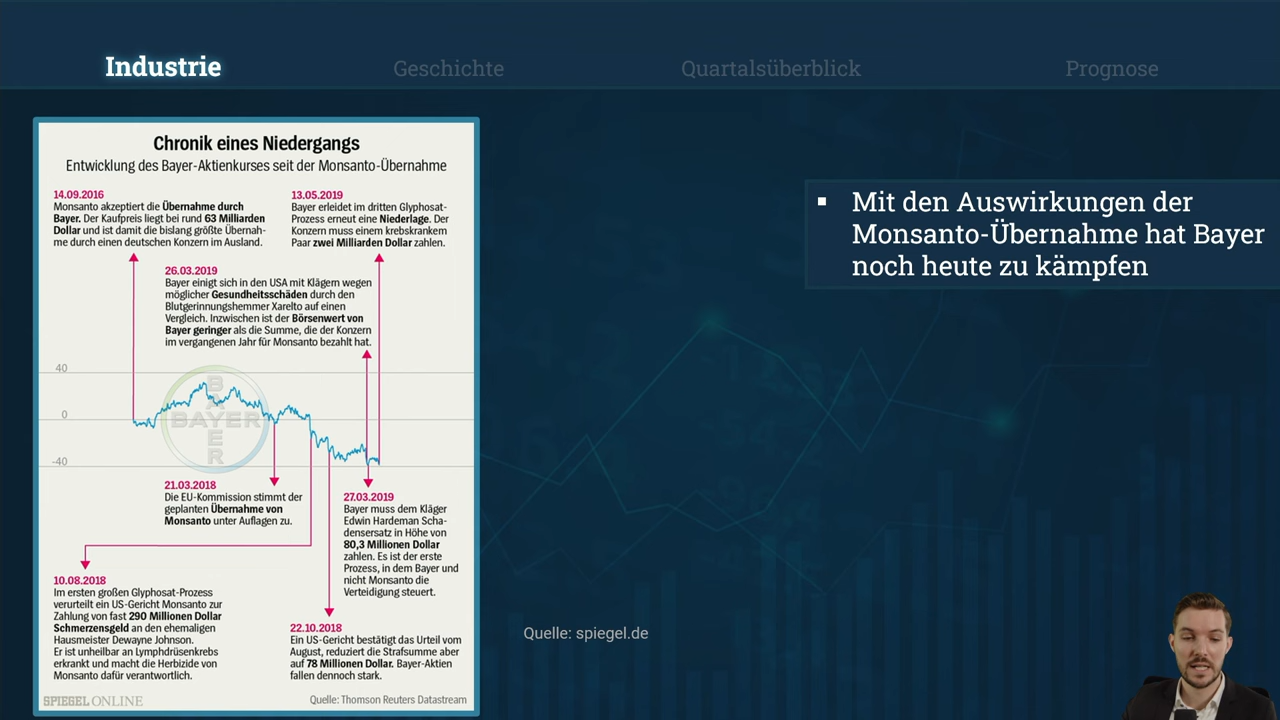 Industrie
Geschichte
Quartalsüberblick
Prognose
Chronik eines Niedergangs
Entwicklung des Bayer-Aktienkurses seit der Monsanto-Übernahme
14.09.2016
Monsanto akzeptiert die Übernahme durch
Bayer. Der Kaufpreis liegt bei rund 63 Milliarden
Dollar und ist damit die bislang größte Übernah-
me durch einen deutschen Konzern im Ausland.
13.05.2019
Bayer erleidet im dritten Glyphosat-
Prozess erneut eine Niederlage. Der
Konzern muss einem krebskrankem
Paar zwei Milliarden Dollar zahlen.
26.03.2019
Bayer einigt sich in den USA mit Klägern wegen
möglicher Gesundheitsschäden durch den
Blutgerinnungshemmer Xarelto auf einen
Vergleich. Inzwischen ist der Börsenwert von
Bayer geringer als die Summe, die der Konzern
im vergangenen Jahr für Monsanto bezahlt hat.
40
0
-40
BAYER
BAYER
21.03.2018
Die EU-Kommission stimmt der
geplanten Übernahme von
Monsanto unter Auflagen zu.
27.03.2019
Bayer muss dem Kläger
Edwin Hardeman Scha-
densersatz in Höhe von
80,3 Millionen Dollar
zahlen. Es ist der erste
Prozess, in dem Bayer und
nicht Monsanto die
Verteidigung steuert.
10.08.2018
Im ersten großen Glyphosat-Prozess
verurteilt ein US-Gericht Monsanto zur
Zahlung von fast 290 Millionen Dollar
Schmerzensgeld an den ehemaligen
Hausmeister Dewayne Johnson.
Er ist unheilbar an Lymphdrüsenkrebs
erkrankt und macht die Herbizide von
Monsanto dafür verantwortlich.
22.10.2018
Ein US-Gericht bestätigt das Urteil vom
August, reduziert die Strafsumme aber
auf 78 Millionen Dollar. Bayer-Aktien
fallen dennoch stark.
SPIEGEL ONLINE
Quelle: Thomson Reuters Datastream
Mit den Auswirkungen der
Monsanto-Übernahme hat Bayer
noch heute zu kämpfen
Quelle: spiegel.de